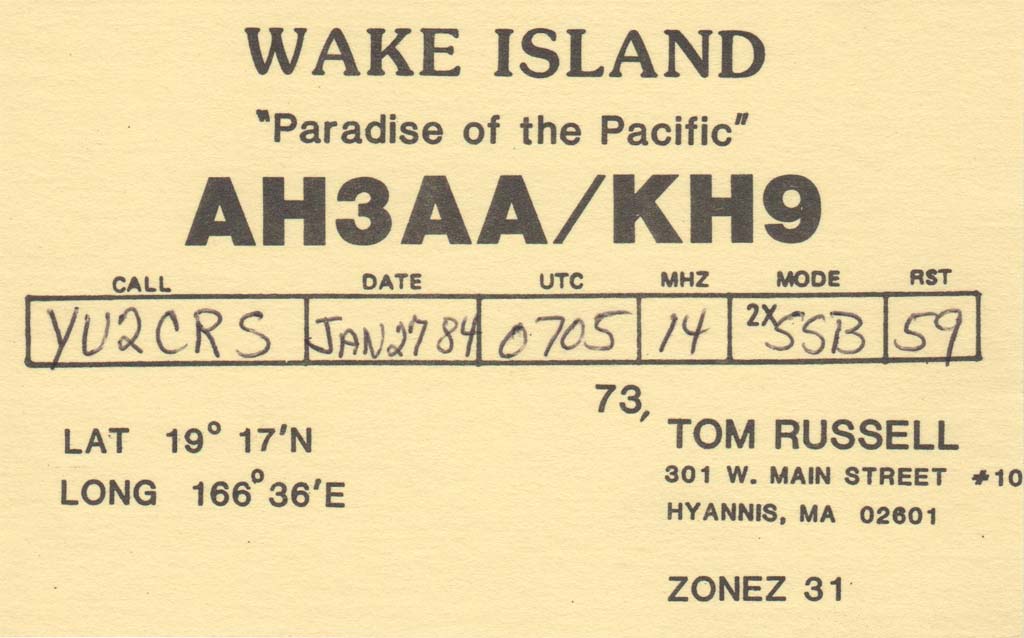 WAKE ISLAND
"Paradise of the Pacific"
AH3AA/KH9
CALL DATE UTC MHZ MODE RST
YU2CRS JAN 27 84 0705 14 2X SSB 59
73,
TOM RUSSELL
LAT 19° 17'N
LONG 166° 36'E
301 W. MAIN STREET #10
HYANNIS, MA 02601
ZONEZ 31